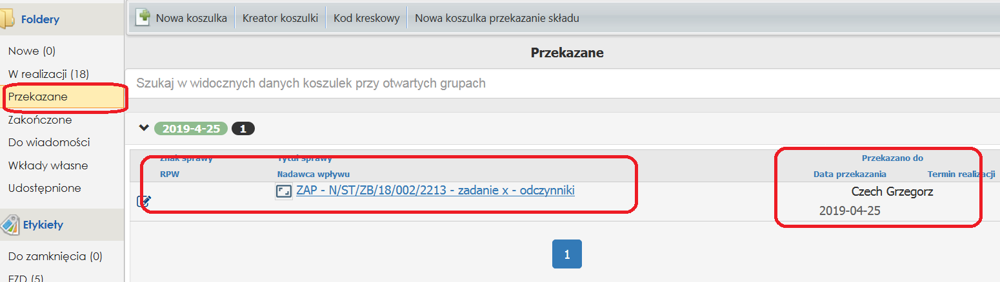 Foldery
Nowe (0)
W realizacji (18)
Przekazane
Zakończone
Do wiadomości
Wkłady własne
Udostępnione
Etykiety
Do zamknięcia (0)
EZD (5)
Nowa koszulka Kreator koszulki Kod kreskowy Nowa koszulka przekazanie składu
Przekazane
Szukaj w widocznych danych koszulek przy otwartych grupach
2019-4-25 1
Znak sprawy Tytuł sprawy Przekazano do
RPW Nadawca wpływu Data przekazania Termin realizacji
ZAP - N/ST/ZB/18/002/2213 - zadanie x - odczynniki Czech Grzegorz
2019-04-25
1